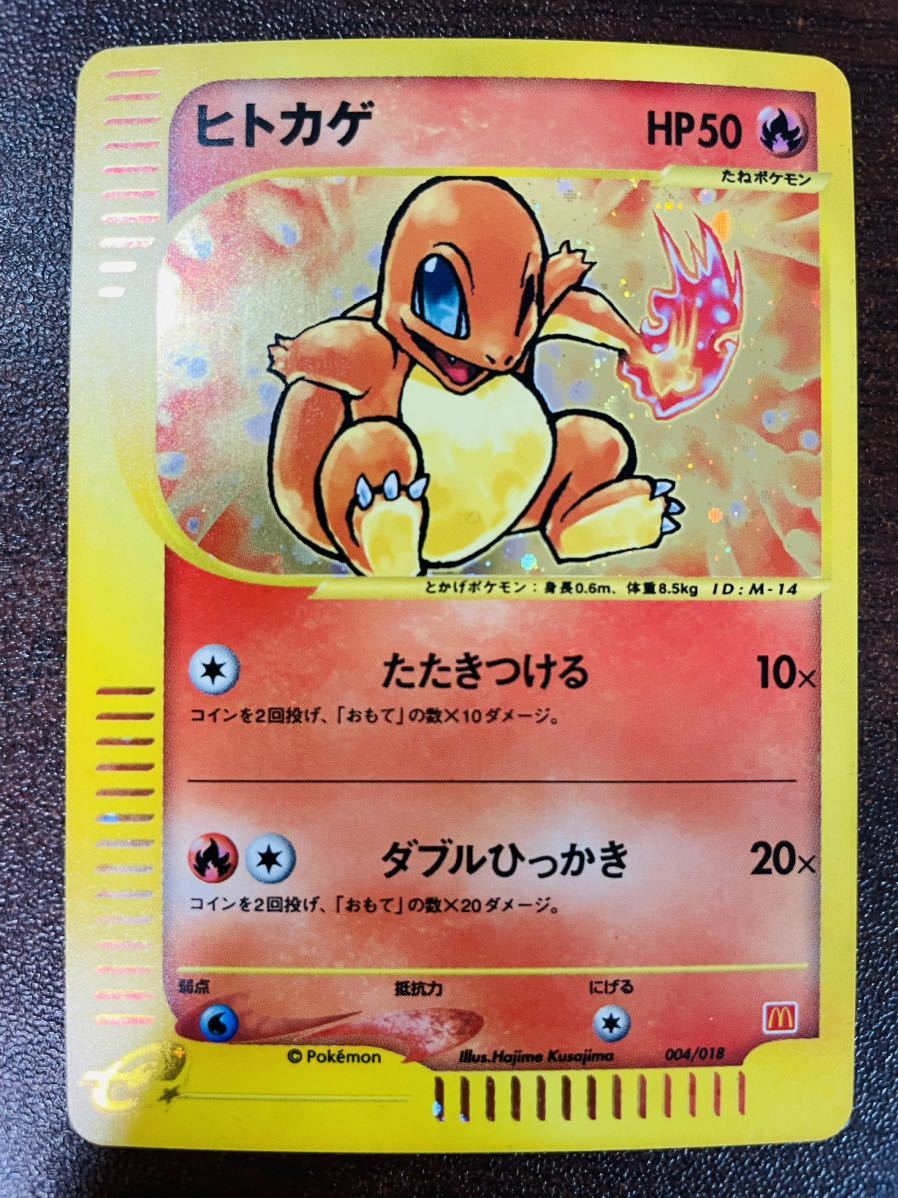 ヒトカゲ HP50
たねポケモン
とかげポケモン：身長0.6m、体重8.5kg ID:M-14
たたきつける 10×
コインを2回投げ、「おもて」の数×10ダメージ。
ダブルひっかき 20×
コインを2回投げ、「おもて」の数×20ダメージ。
弱点 抵抗力 にげる
© Pokémon Illus.Hajime Kusajima 004/018